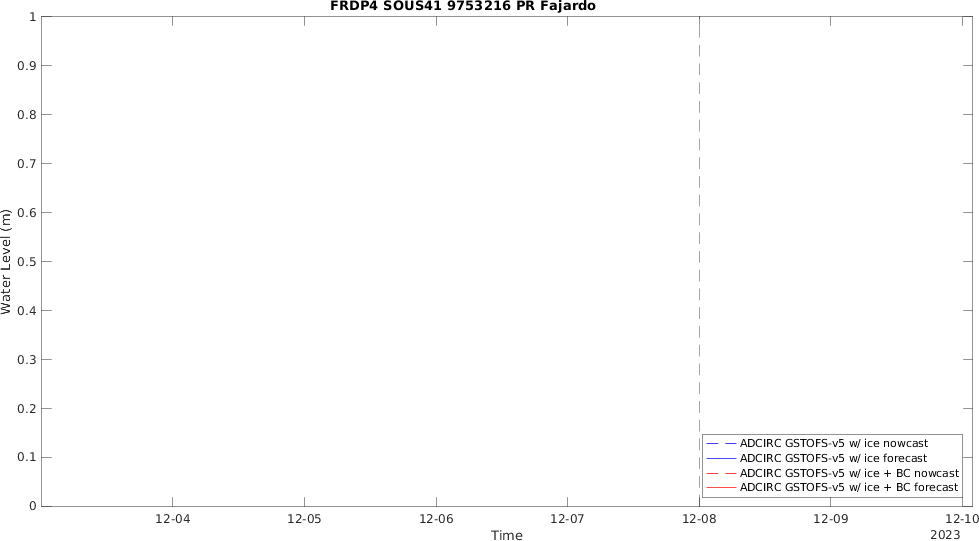 FRDP4 SOUS41 9753216 PR Fajardo
1
0.9
0.8
0.7
0.6
0.5
0.4
0.3
0.2
0.1
0
Water Level (m)
ADCIRC GSTOFS-v5 w/ ice nowcast
ADCIRC GSTOFS-v5 w/ ice forecast
ADCIRC GSTOFS-v5 w/ ice + BC nowcast
ADCIRC GSTOFS-v5 w/ ice + BC forecast
12-04 12-05 12-06 12-07 12-08 12-09 12-10
Time
2023